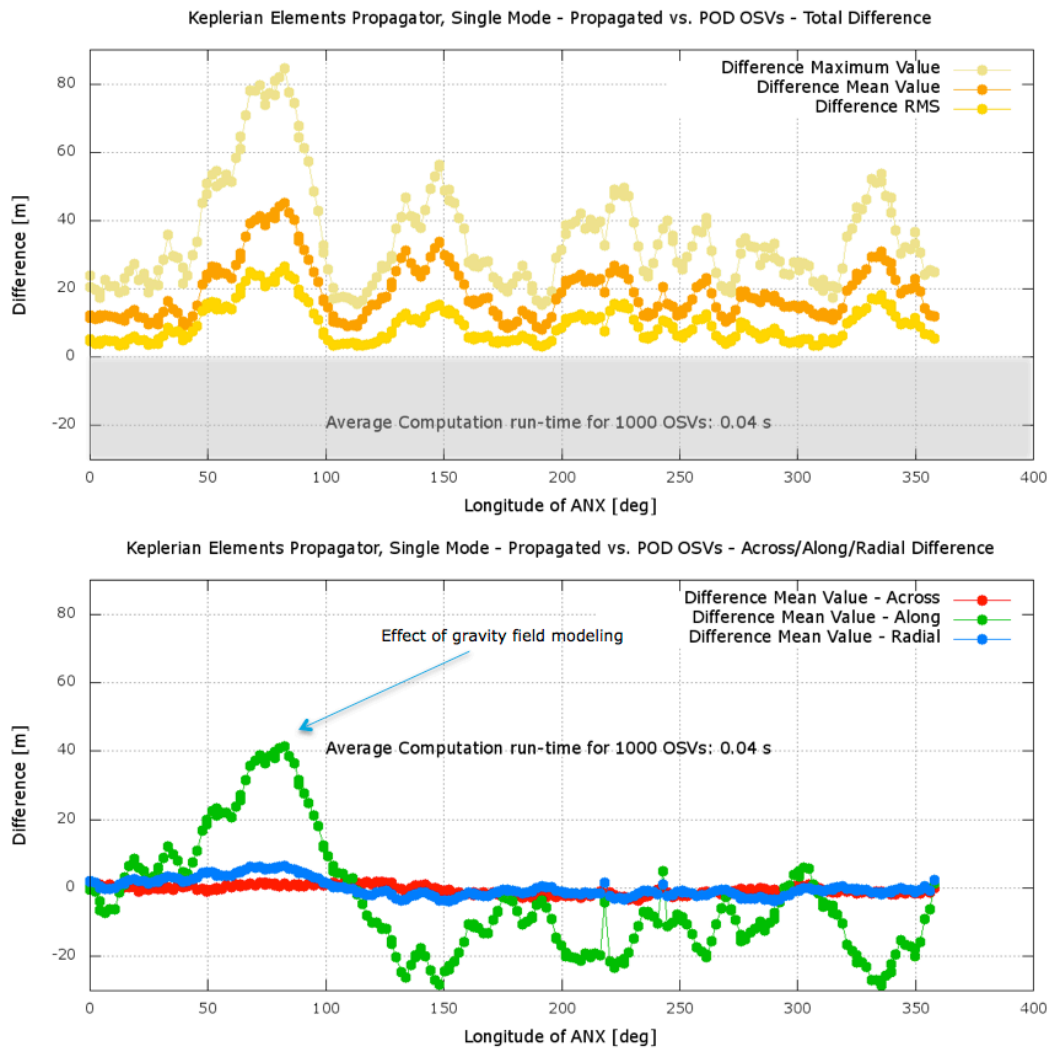 Keplerian Elements Propagator, Single Mode - Propagated vs. POD OSVs - Total Difference
Difference [m]
80
60
40
20
0
-20
Difference Maximum Value
Difference Mean Value
Difference RMS
Average Computation run-time for 1000 OSVs: 0.04 s
0 50 100 150 200 250 300 350 400
Longitude of ANX [deg]
Keplerian Elements Propagator, Single Mode - Propagated vs. POD OSVs - Across/Along/Radial Difference
Difference [m]
80
60
40
20
0
-20
Difference Mean Value - Across
Difference Mean Value - Along
Difference Mean Value - Radial
Effect of gravity field modeling
Average Computation run-time for 1000 OSVs: 0.04 s
0 50 100 150 200 250 300 350 400
Longitude of ANX [deg]